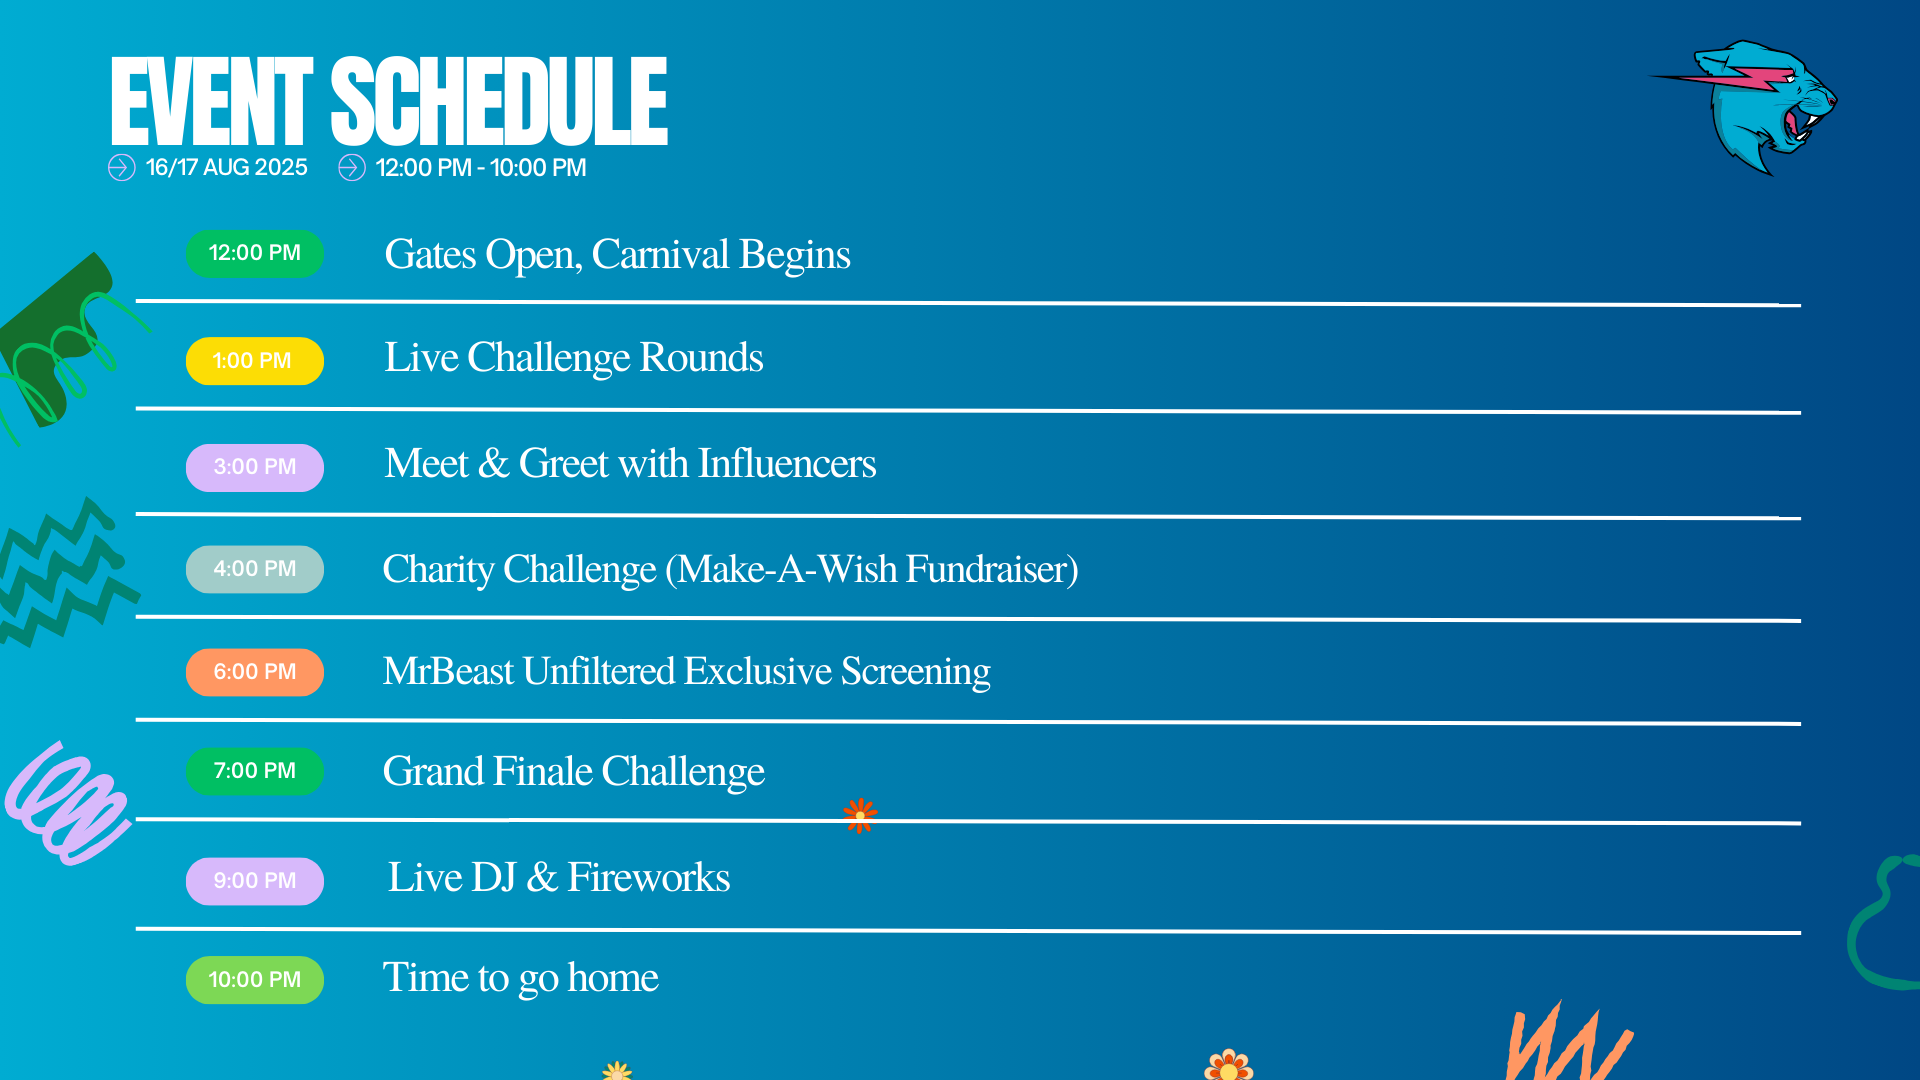 EVENT SCHEDULE
16/17 AUG 2025 12:00 PM - 10:00 PM
12:00 PM Gates Open, Carnival Begins
1:00 PM Live Challenge Rounds
3:00 PM Meet & Greet with Influencers
4:00 PM Charity Challenge (Make-A-Wish Fundraiser)
6:00 PM MrBeast Unfiltered Exclusive Screening
7:00 PM Grand Finale Challenge
9:00 PM Live DJ & Fireworks
10:00 PM Time to go home